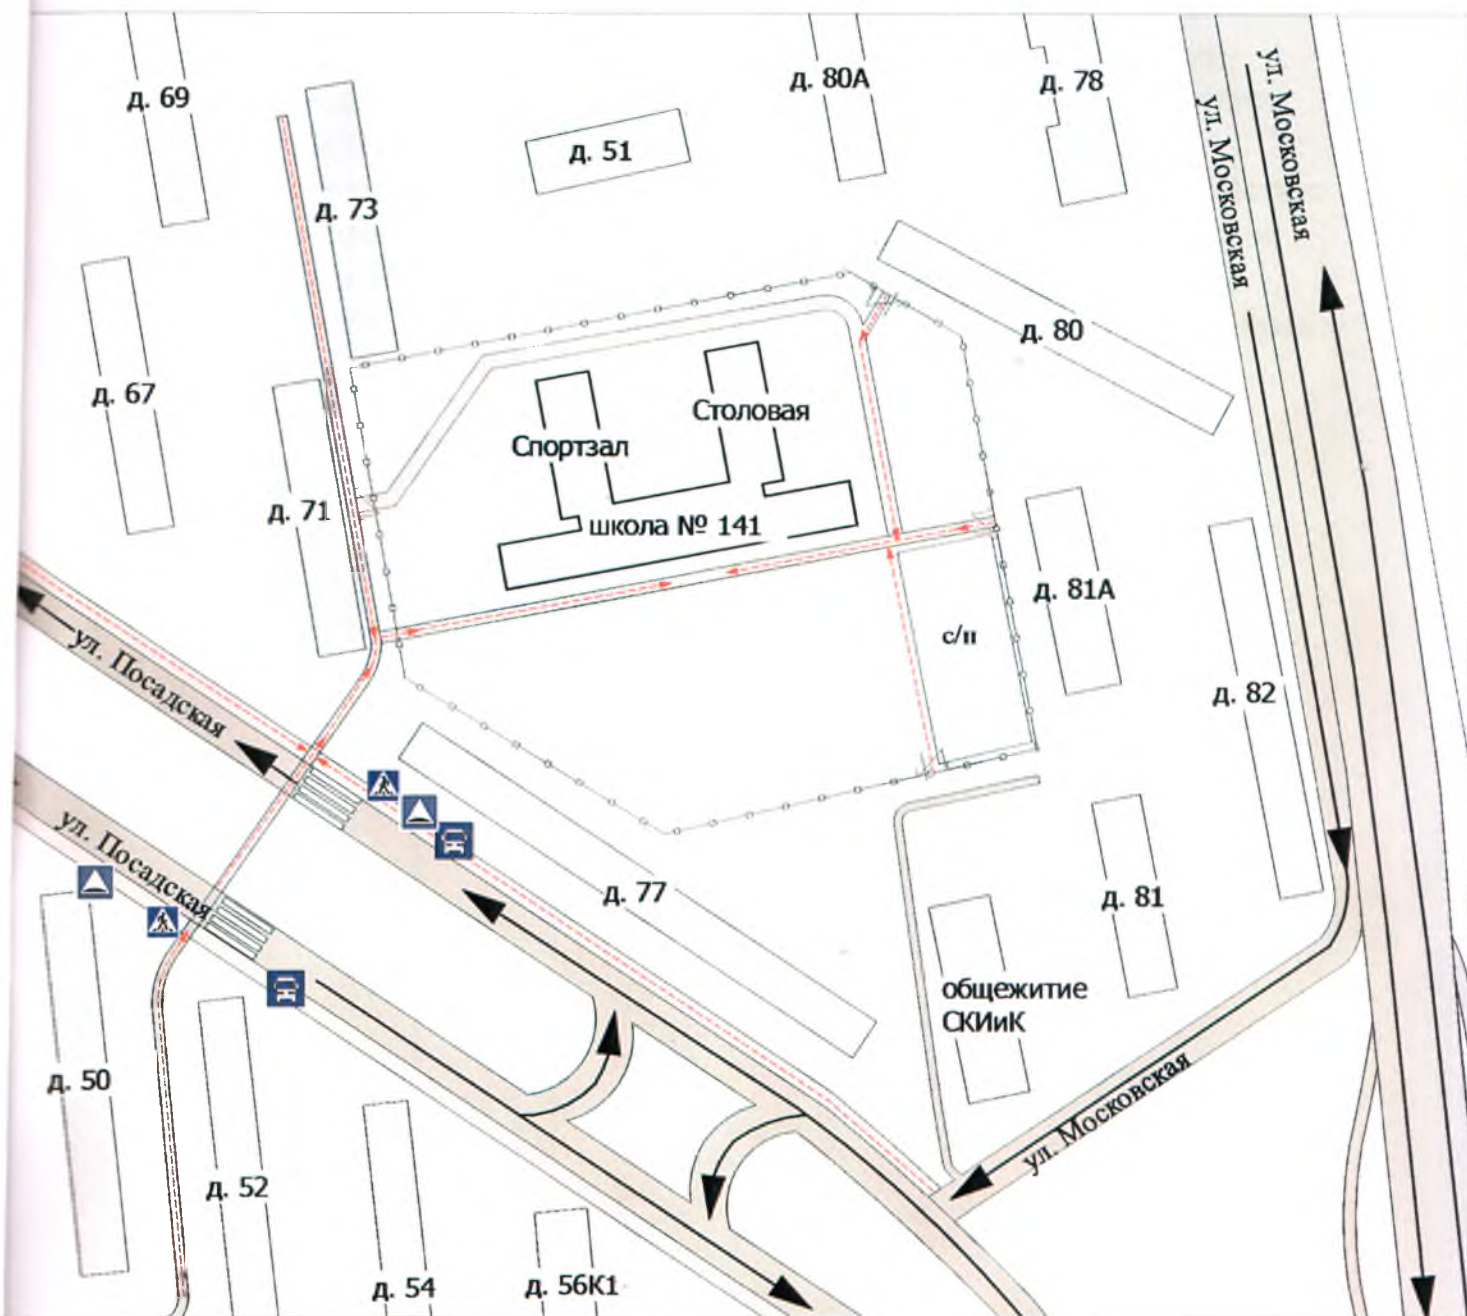 д. 69
д. 80А
д. 78
ул. Московская
ул. Московская
д. 51
д. 73
д. 80
д. 67
Столовая
Спортзал
д. 71
школа № 141
д. 81А
с/п
ул. Посадская
д. 82
ул. Посадская
д. 77
д. 81
общежитие
СКИиК
д. 50
ул. Московская
д. 52
д. 54
д. 56К1